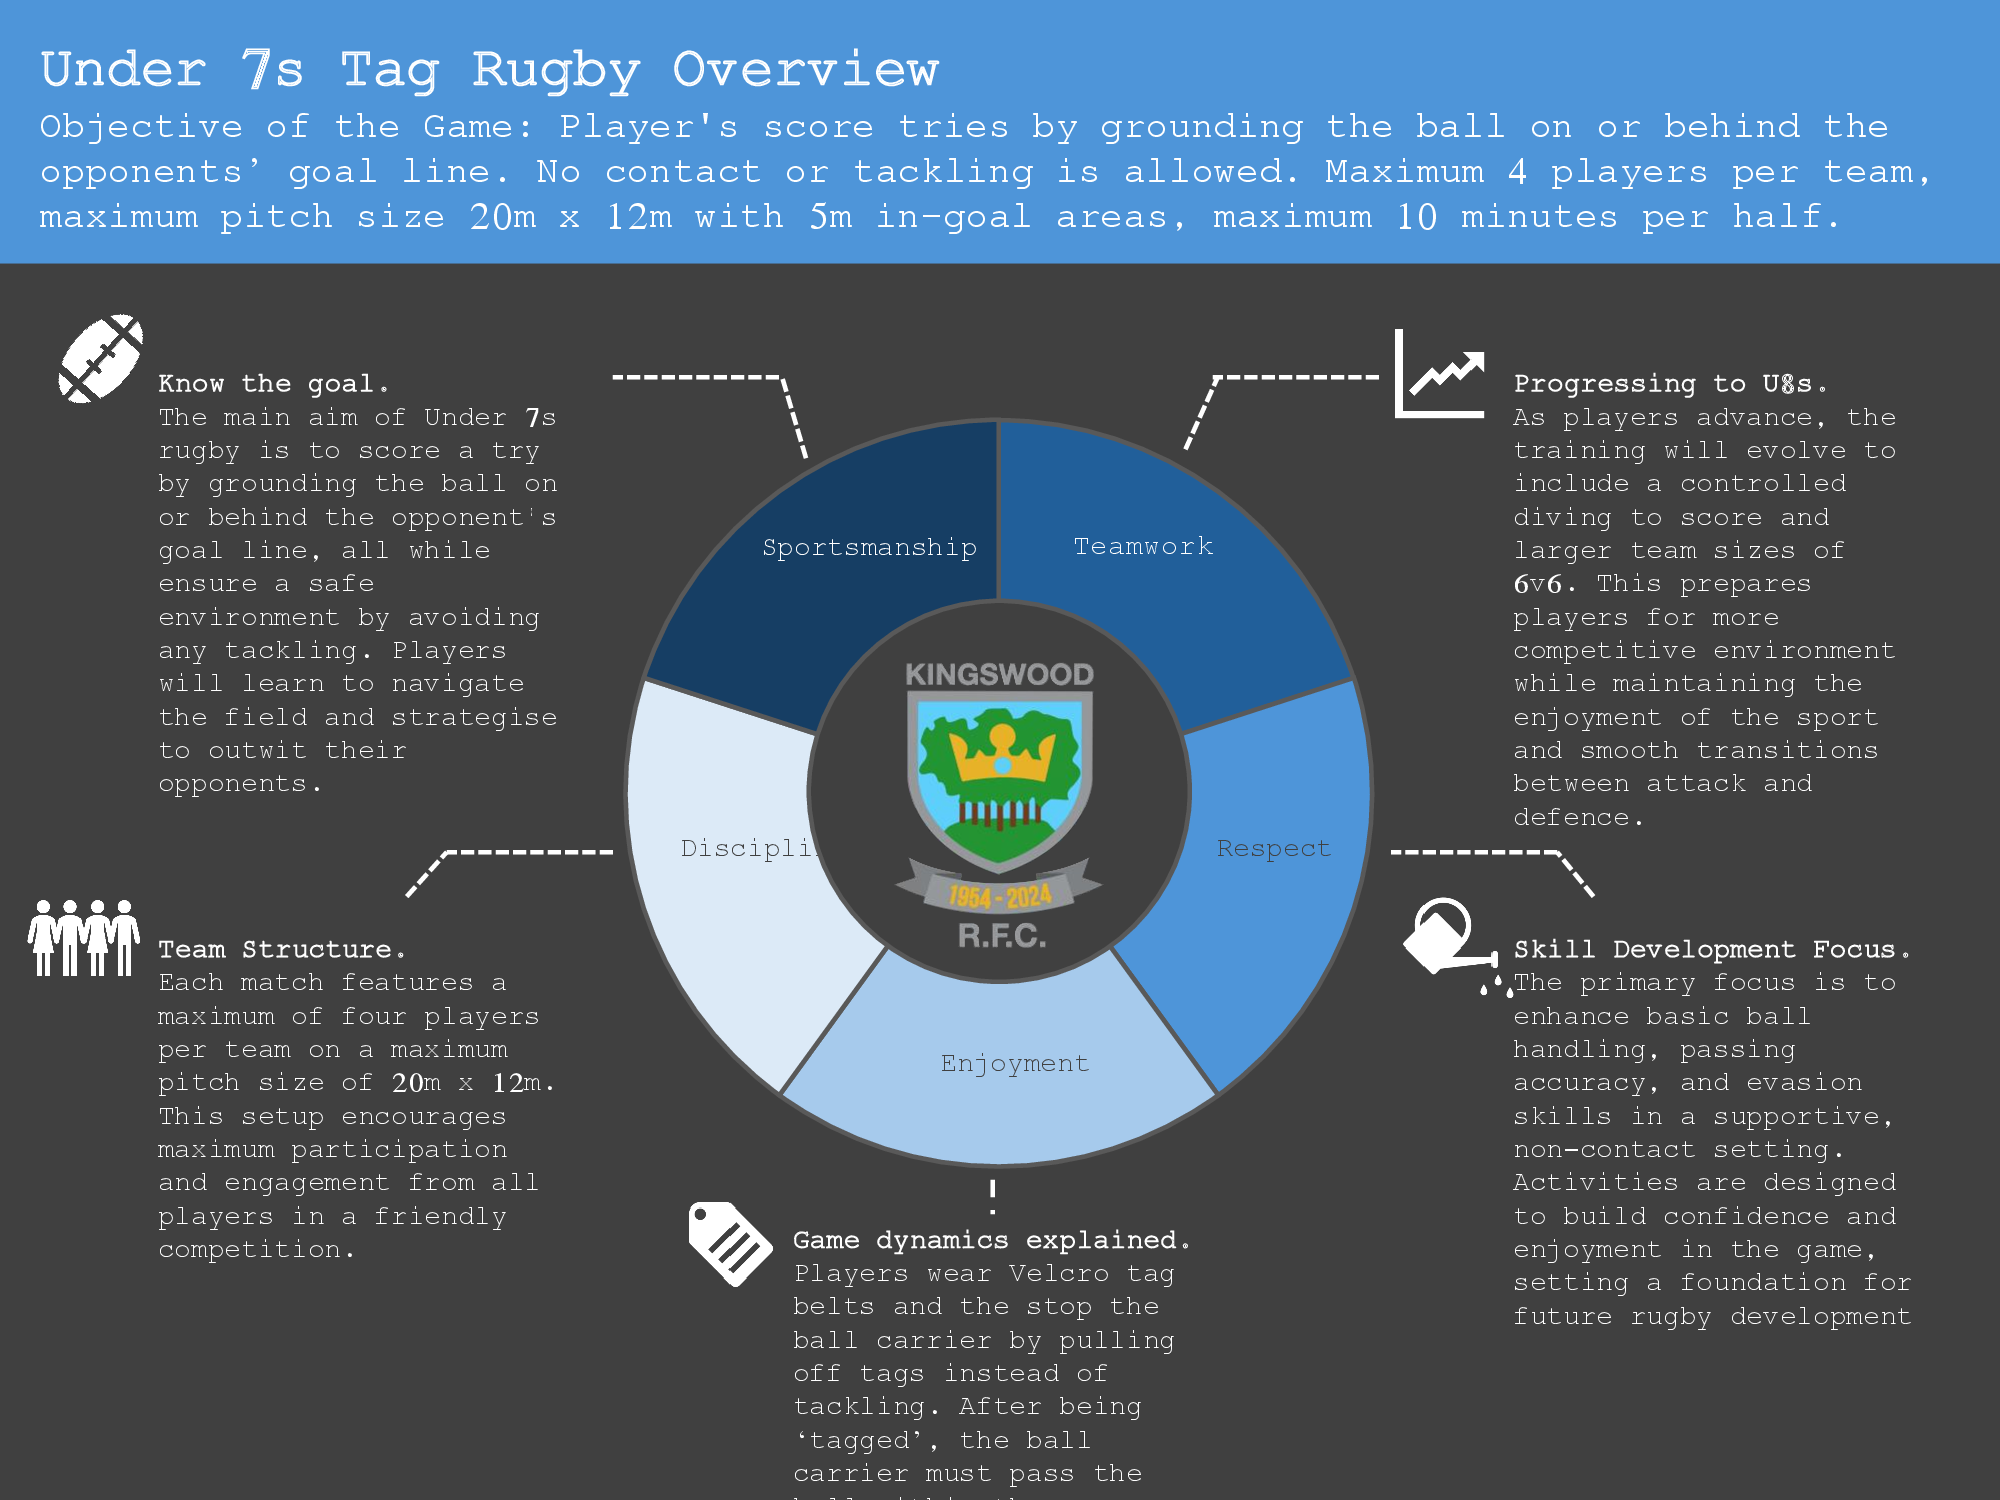 Under 7s Tag Rugby Overview
Objective of the Game: Player's score tries by grounding the ball on or behind the
opponents’ goal line. No contact or tackling is allowed. Maximum 4 players per team,
maximum pitch size 20m x 12m with 5m in-goal areas, maximum 10 minutes per half.
Know the goal.
The main aim of Under 7s
rugby is to score a try
by grounding the ball on
or behind the opponent's
goal line, all while
ensure a safe
environment by avoiding
any tackling. Players
will learn to navigate
the field and strategise
to outwit their
opponents.
Progressing to U8s.
As players advance, the
training will evolve to
include a controlled
diving to score and
larger team sizes of
6v6. This prepares
players for more
competitive environment
while maintaining the
enjoyment of the sport
and smooth transitions
between attack and
defence.
Sportsmanship
Teamwork
Discipli
Respect
Enjoyment
KINGSWOOD
1954 - 2024
R.F.C.
Team Structure.
Each match features a
maximum of four players
per team on a maximum
pitch size of 20m x 12m.
This setup encourages
maximum participation
and engagement from all
players in a friendly
competition.
Skill Development Focus.
The primary focus is to
enhance basic ball
handling, passing
accuracy, and evasion
skills in a supportive,
non-contact setting.
Activities are designed
to build confidence and
enjoyment in the game,
setting a foundation for
future rugby development
Game dynamics explained.
Players wear Velcro tag
belts and the stop the
ball carrier by pulling
off tags instead of
tackling. After being
‘tagged’, the ball
carrier must pass the